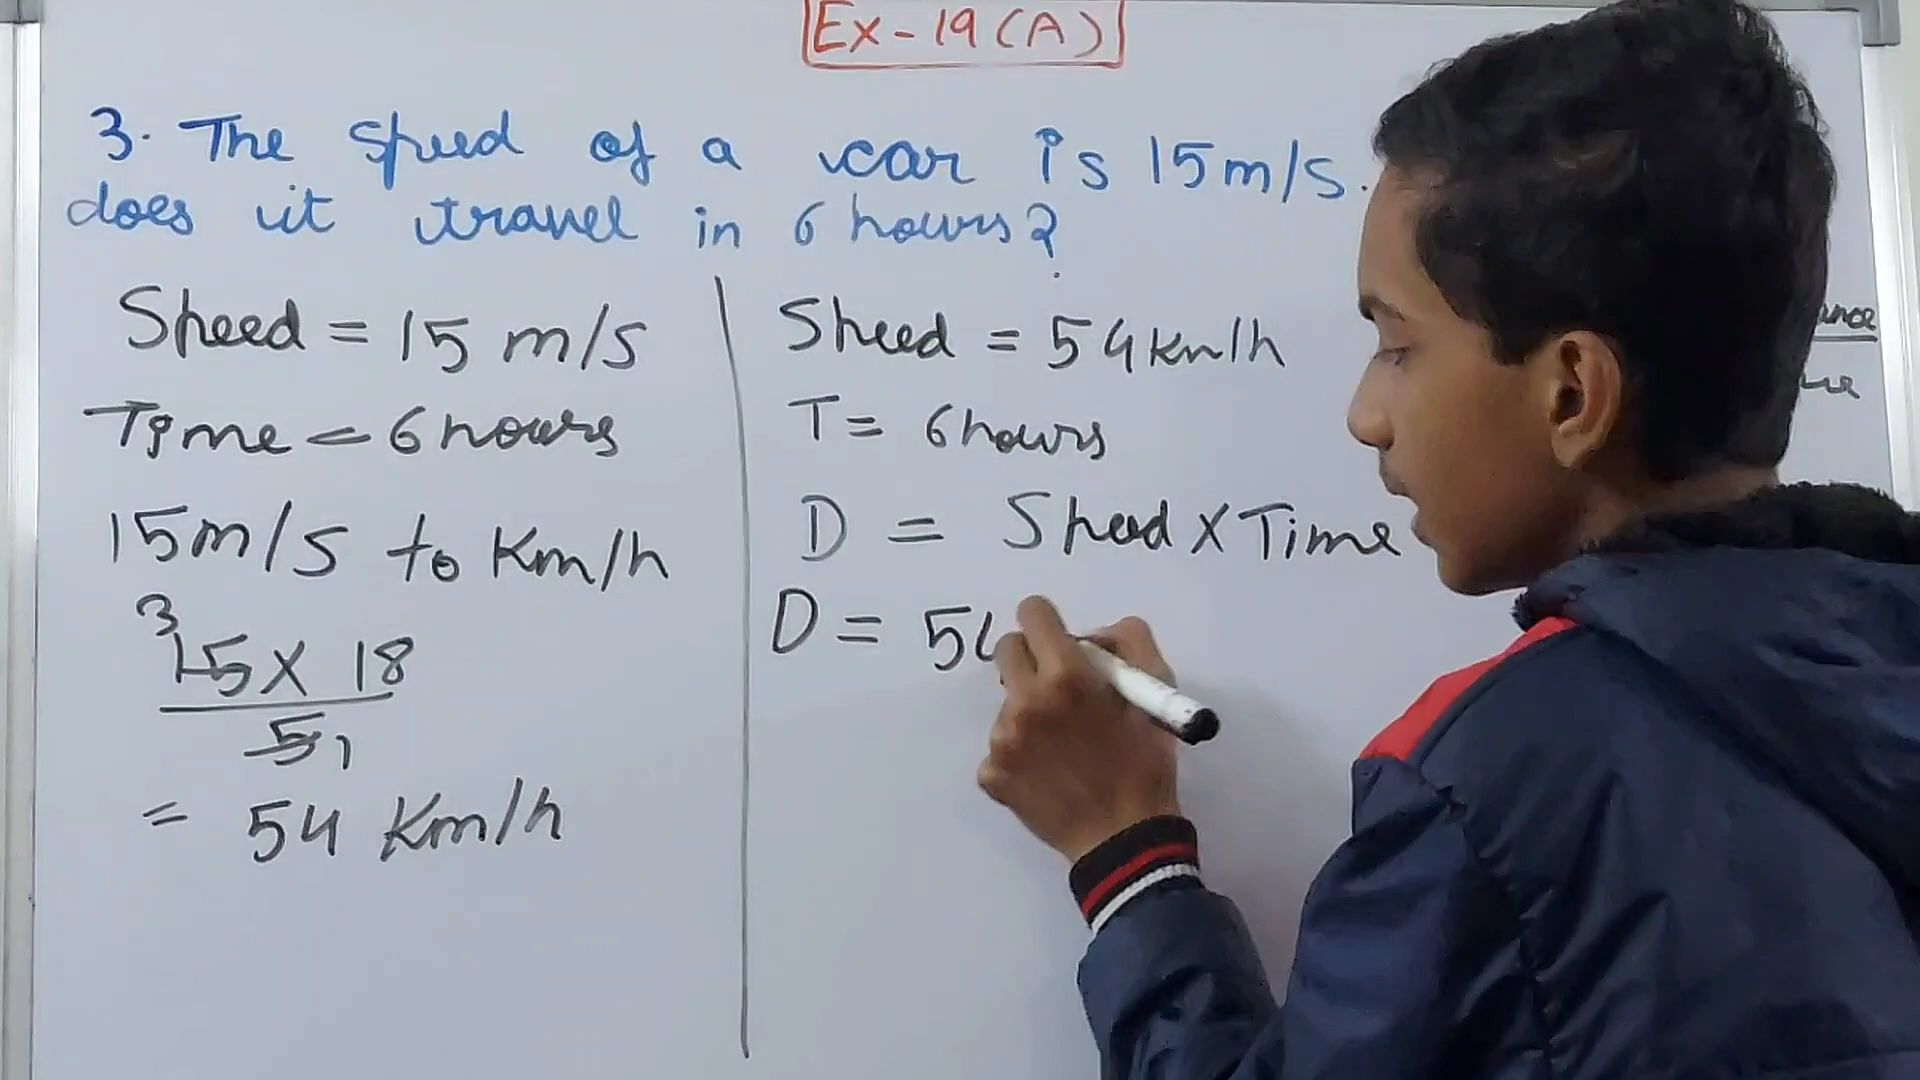 Ex - 19 (A)
3. The speed of a car is 15 m/s.
does it travel in 6 hours?
Speed = 15 m/s
Time = 6 hours
15 m/s to Km/h
3
15 x 18
5 1
= 54 Km/h
Speed = 54 Km/h
T = 6 hours
D = Speed x Time
D = 54